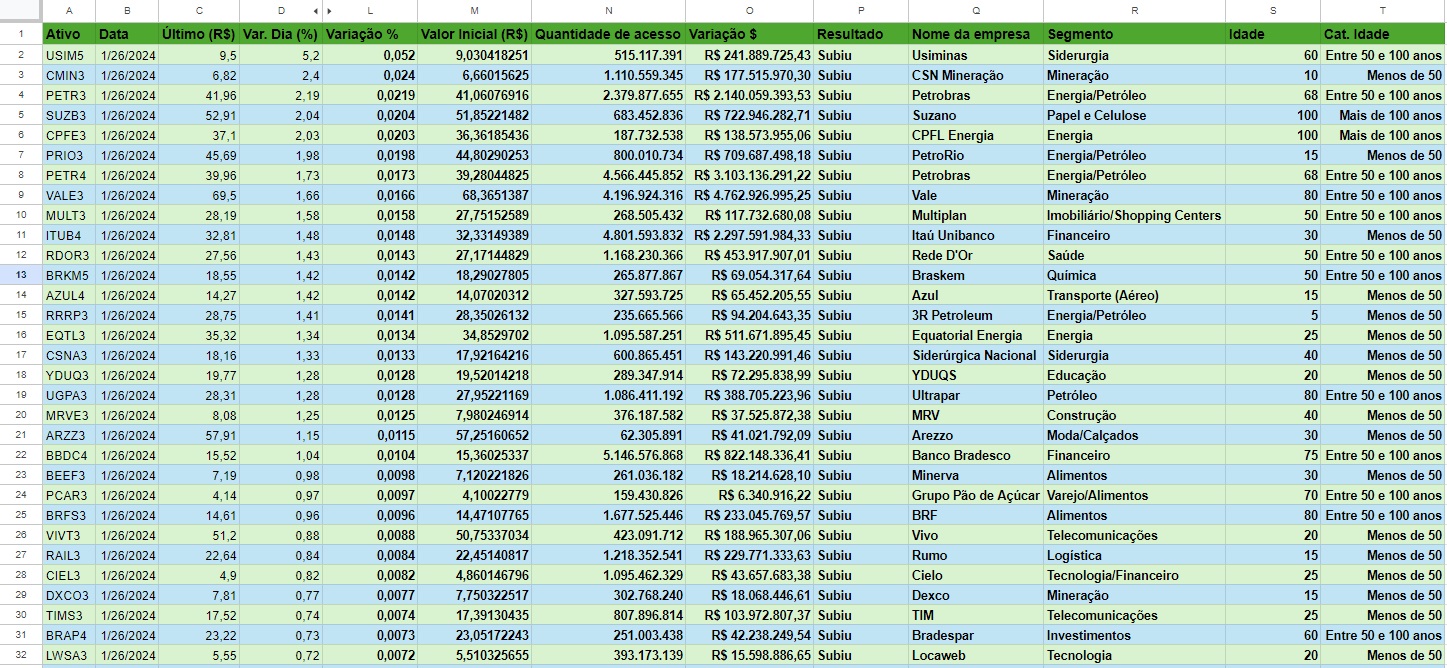 A B C D L M N O P Q R S T
1 Ativo Data Último (R$) Var. Dia (%) Variação % Valor Inicial (R$) Quantidade de acesso Variação $ Resultado Nome da empresa Segmento Idade Cat. Idade
2 USIM5 1/26/2024 9,5 5,2 0,052 9,030418251 515.117.391 R$ 241.889.725,43 Subiu Usiminas Siderurgia 60 Entre 50 e 100 anos
3 CMIN3 1/26/2024 6,82 2,4 0,024 6,66015625 1.110.559.345 R$ 177.515.970,30 Subiu CSN Mineração Mineração 10 Menos de 50
4 PETR3 1/26/2024 41,96 2,19 0,0219 41,06076916 2.379.877.655 R$ 2.140.059.393,53 Subiu Petrobras Energia/Petróleo 68 Entre 50 e 100 anos
5 SUZB3 1/26/2024 52,91 2,04 0,0204 51,85221482 683.452.836 R$ 722.946.282,71 Subiu Suzano Papel e Celulose 100 Mais de 100 anos
6 CPFE3 1/26/2024 37,1 2,03 0,0203 36,36185436 187.732.538 R$ 138.573.955,06 Subiu CPFL Energia Energia 100 Mais de 100 anos
7 PRIO3 1/26/2024 45,69 1,98 0,0198 44,80290253 800.010.734 R$ 709.687.498,18 Subiu PetroRio Energia/Petróleo 15 Menos de 50
8 PETR4 1/26/2024 39,96 1,73 0,0173 39,28044825 4.566.445.852 R$ 3.103.136.291,22 Subiu Petrobras Energia/Petróleo 68 Entre 50 e 100 anos
9 VALE3 1/26/2024 69,5 1,66 0,0166 68,3651387 4.196.924.316 R$ 4.762.926.995,25 Subiu Vale Mineração 80 Entre 50 e 100 anos
10 MULT3 1/26/2024 28,19 1,58 0,0158 27,75152589 268.505.432 R$ 117.732.680,08 Subiu Multiplan Imobiliário/Shopping Centers 50 Entre 50 e 100 anos
11 ITUB4 1/26/2024 32,81 1,48 0,0148 32,33149389 4.801.593.832 R$ 2.297.591.984,33 Subiu Itaú Unibanco Financeiro 30 Menos de 50
12 RDOR3 1/26/2024 27,56 1,43 0,0143 27,17144829 1.168.230.366 R$ 453.917.907,01 Subiu Rede D'Or Saúde 50 Entre 50 e 100 anos
13 BRKM5 1/26/2024 18,55 1,42 0,0142 18,29027805 265.877.867 R$ 69.054.317,64 Subiu Braskem Química 50 Entre 50 e 100 anos
14 AZUL4 1/26/2024 14,27 1,42 0,0142 14,07020312 327.593.725 R$ 65.452.205,55 Subiu Azul Transporte (Aéreo) 15 Menos de 50
15 RRRP3 1/26/2024 28,75 1,41 0,0141 28,35026132 235.665.566 R$ 94.204.643,35 Subiu 3R Petroleum Energia/Petróleo 5 Menos de 50
16 EQTL3 1/26/2024 35,32 1,34 0,0134 34,8529702 1.095.587.251 R$ 511.671.895,45 Subiu Equatorial Energia Energia 25 Menos de 50
17 CSNA3 1/26/2024 18,16 1,33 0,0133 17,92164216 600.865.451 R$ 143.220.991,46 Subiu Siderúrgica Nacional Siderurgia 40 Menos de 50
18 YDUQ3 1/26/2024 19,77 1,28 0,0128 19,52014218 289.347.914 R$ 72.295.838,99 Subiu YDUQS Educação 20 Menos de 50
19 UGPA3 1/26/2024 28,31 1,28 0,0128 27,95221169 1.086.411.192 R$ 388.705.223,96 Subiu Ultrapar Petróleo 80 Entre 50 e 100 anos
20 MRVE3 1/26/2024 8,08 1,25 0,0125 7,980246914 376.187.582 R$ 37.525.872,38 Subiu MRV Construção 40 Menos de 50
21 ARZZ3 1/26/2024 57,91 1,15 0,0115 57,25160652 62.305.891 R$ 41.021.792,09 Subiu Arezzo Moda/Calçados 30 Menos de 50
22 BBDC4 1/26/2024 15,52 1,04 0,0104 15,36025337 5.146.576.868 R$ 822.148.336,41 Subiu Banco Bradesco Financeiro 75 Entre 50 e 100 anos
23 BEEF3 1/26/2024 7,19 0,98 0,0098 7,120221826 261.036.182 R$ 18.214.628,10 Subiu Minerva Alimentos 30 Menos de 50
24 PCAR3 1/26/2024 4,14 0,97 0,0097 4,10022779 159.430.826 R$ 6.340.916,22 Subiu Grupo Pão de Açúcar Varejo/Alimentos 70 Entre 50 e 100 anos
25 BRFS3 1/26/2024 14,61 0,96 0,0096 14,47107765 1.677.525.446 R$ 233.045.769,57 Subiu BRF Alimentos 80 Entre 50 e 100 anos
26 VIVT3 1/26/2024 51,2 0,88 0,0088 50,75337034 423.091.712 R$ 188.965.307,06 Subiu Vivo Telecomunicações 20 Menos de 50
27 RAIL3 1/26/2024 22,64 0,84 0,0084 22,45140817 1.218.352.541 R$ 229.771.333,63 Subiu Rumo Logística 15 Menos de 50
28 CIEL3 1/26/2024 4,9 0,82 0,0082 4,860146796 1.095.462.329 R$ 43.657.683,38 Subiu Cielo Tecnologia/Financeiro 25 Menos de 50
29 DXCO3 1/26/2024 7,81 0,77 0,0077 7,750322517 302.768.240 R$ 18.068.446,61 Subiu Dexco Mineração 15 Menos de 50
30 TIMS3 1/26/2024 17,52 0,74 0,0074 17,39130435 807.896.814 R$ 103.972.807,37 Subiu TIM Telecomunicações 25 Menos de 50
31 BRAP4 1/26/2024 23,22 0,73 0,0073 23,05172243 251.003.438 R$ 42.238.249,54 Subiu Bradespar Investimentos 60 Entre 50 e 100 anos
32 LWSA3 1/26/2024 5,55 0,72 0,0072 5,510325655 393.173.139 R$ 15.598.886,65 Subiu Locaweb Tecnologia 20 Menos de 50